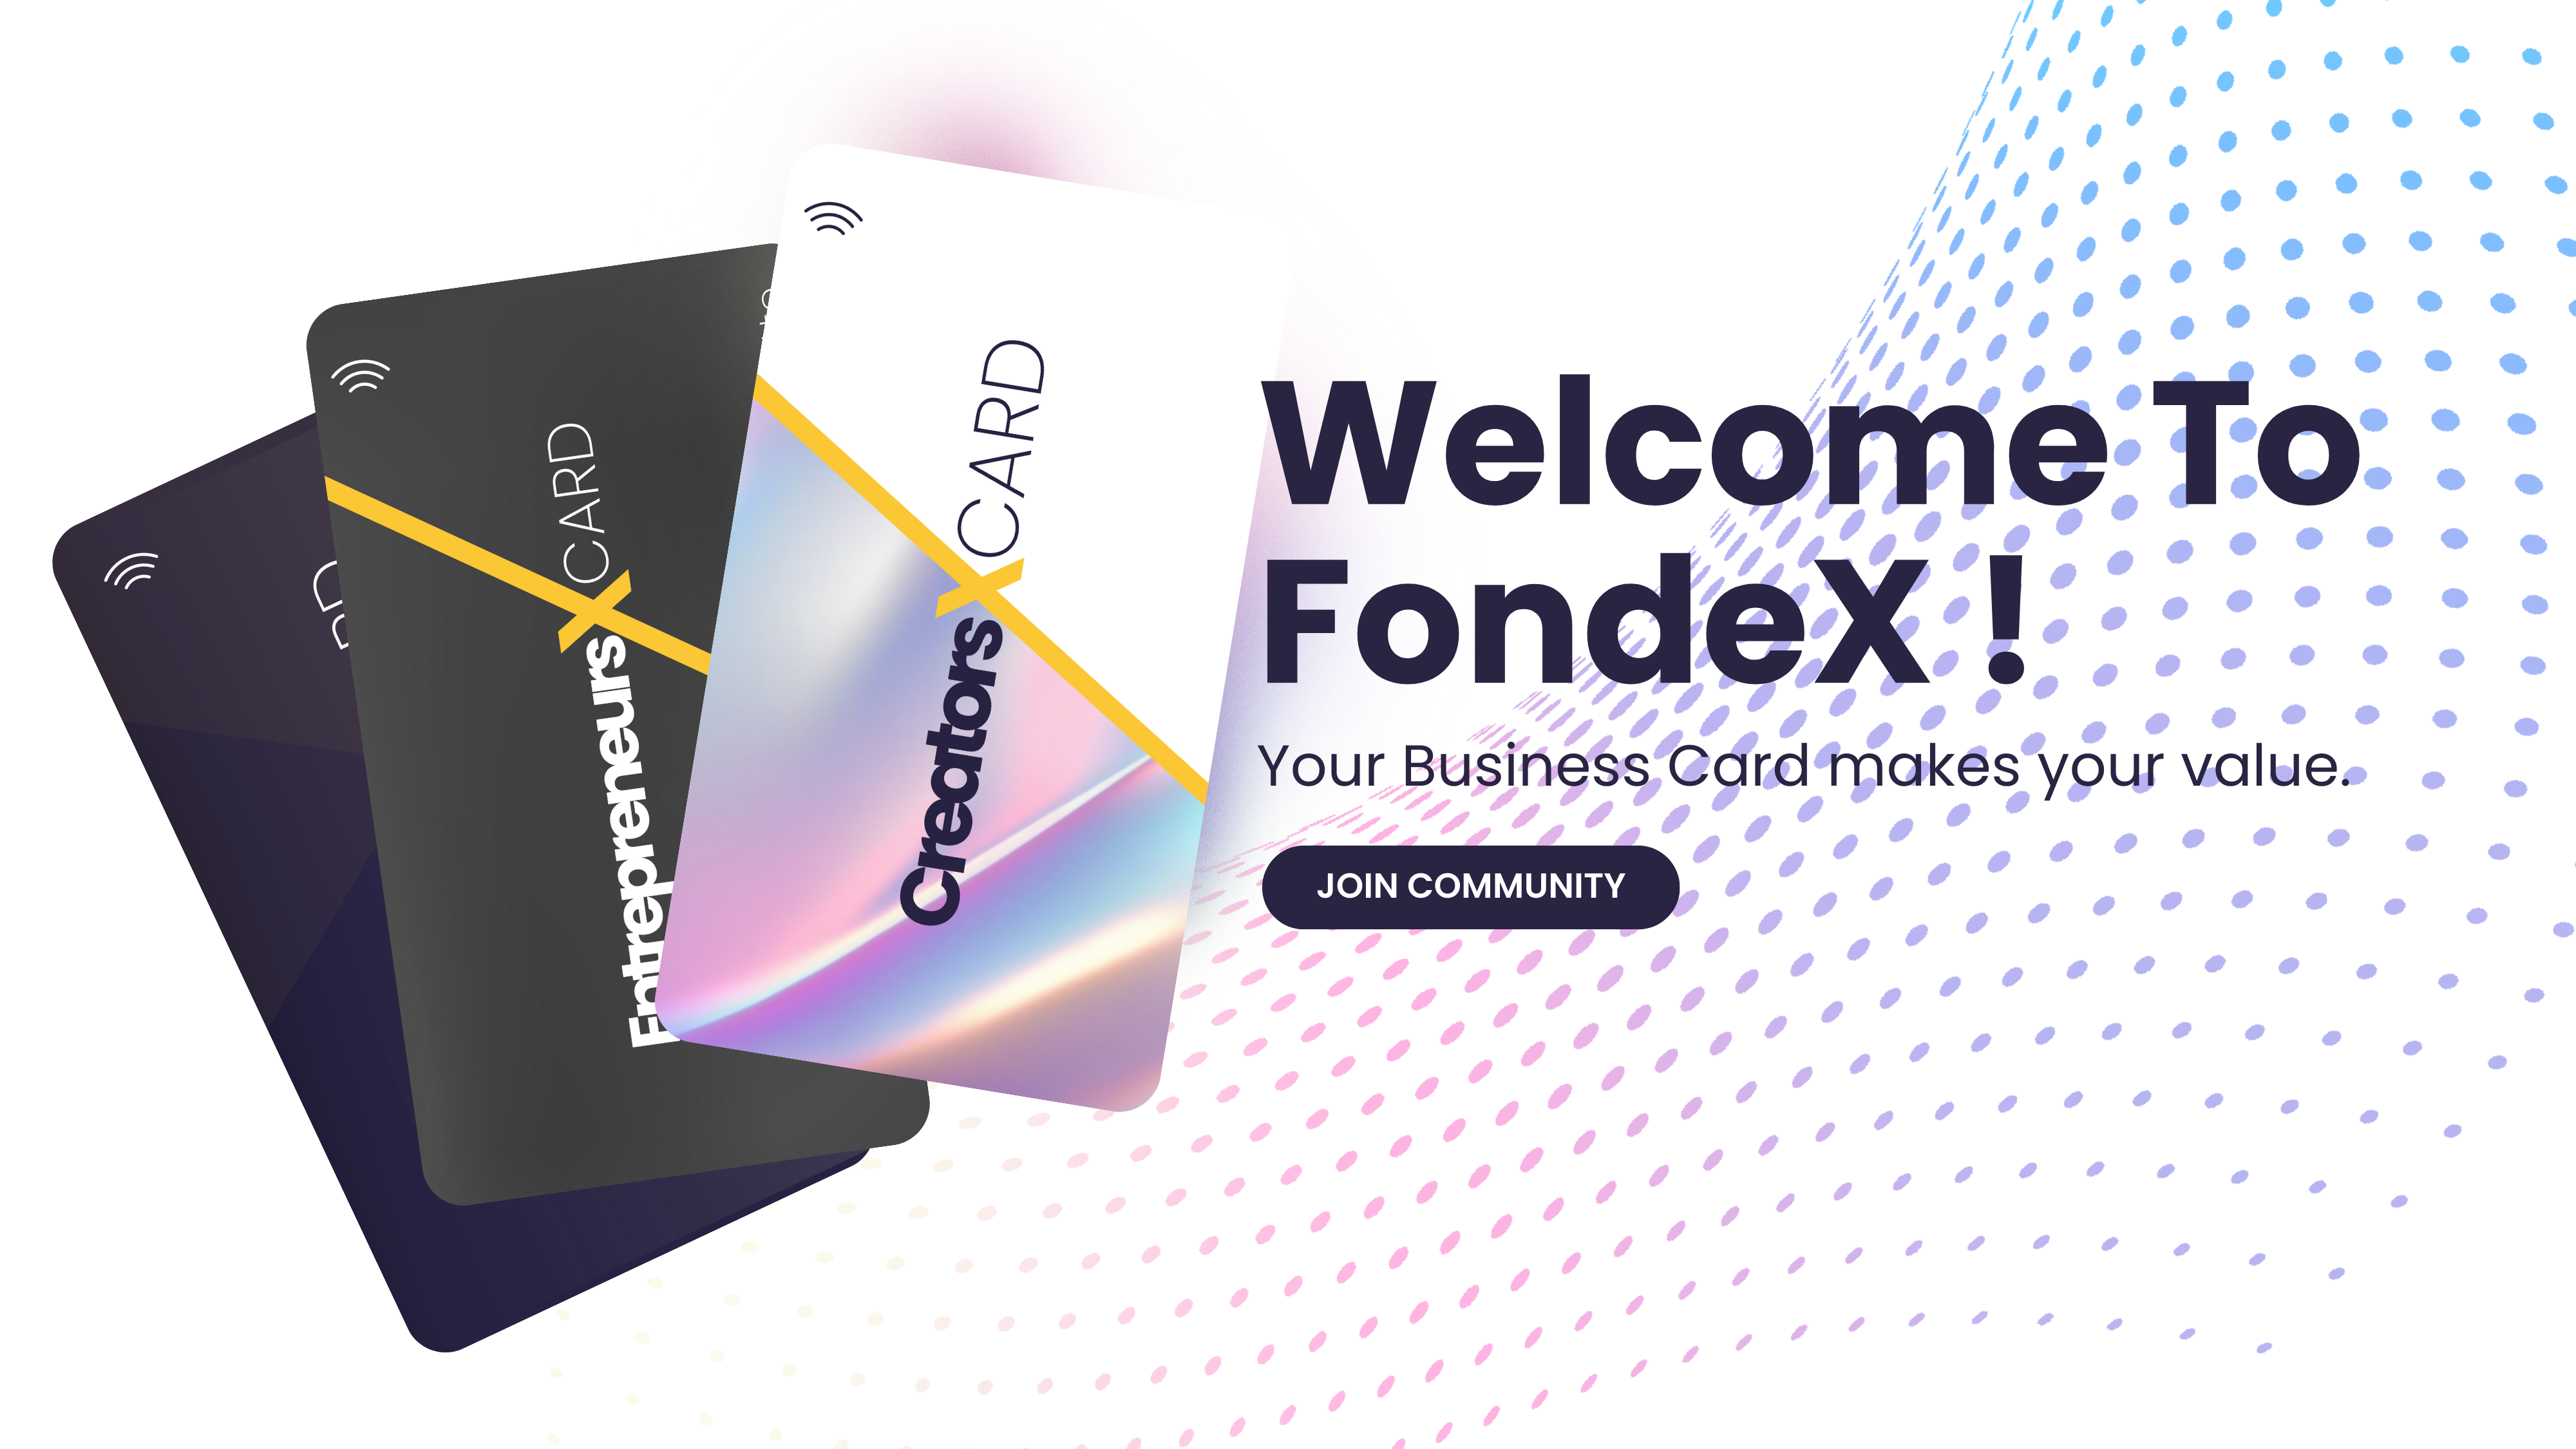 Entrepreneurs X CARD
Creators X CARD
Welcome To
FondeX !
Your Business Card makes your value.
JOIN COMMUNITY